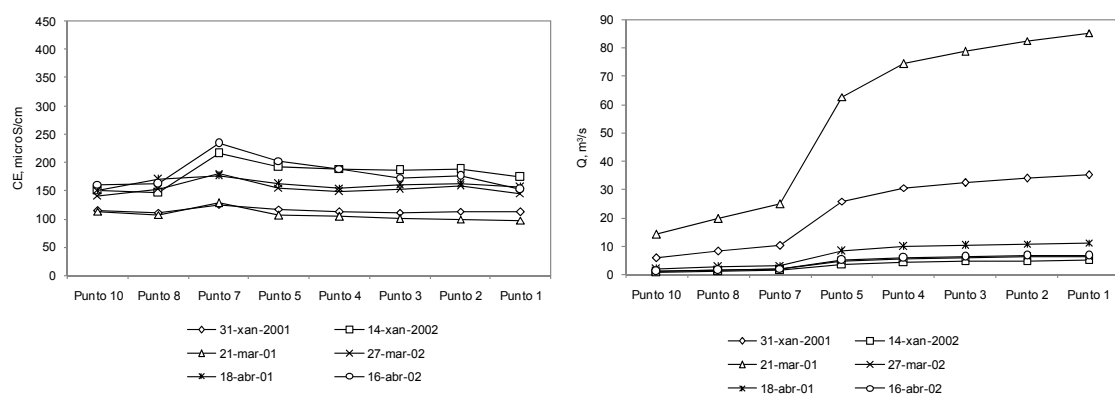 450
400
350
300
250
200
150
100
50
0
CE, microS/cm
Punto 10 Punto 8 Punto 7 Punto 5 Punto 4 Punto 3 Punto 2 Punto 1
31-xan-2001 14-xan-2002
21-mar-01 27-mar-02
18-abr-01 16-abr-02
90
80
70
60
50
40
30
20
10
0
Q, m³/s
Punto 10 Punto 8 Punto 7 Punto 5 Punto 4 Punto 3 Punto 2 Punto 1
31-xan-2001 14-xan-2002
21-mar-01 27-mar-02
18-abr-01 16-abr-02